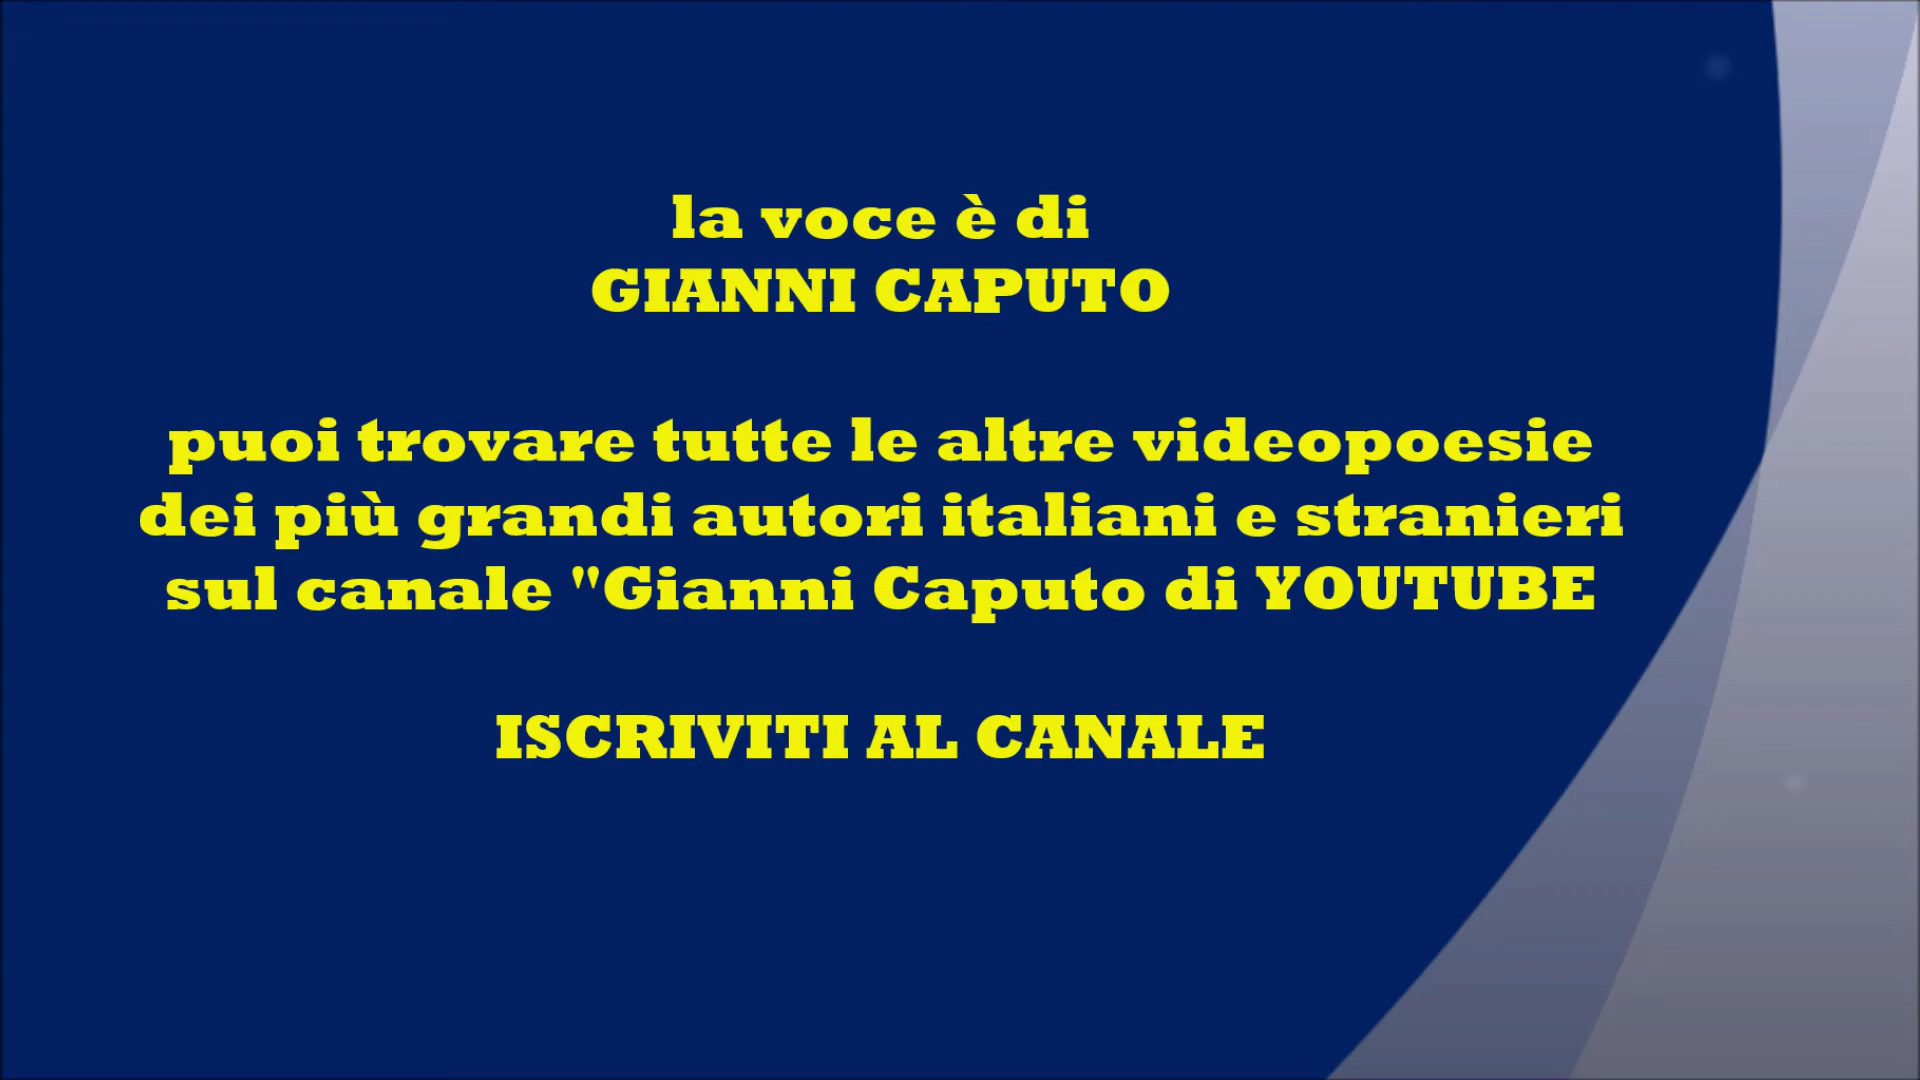 la voce è di
GIANNI CAPUTO
puoi trovare tutte le altre videopoesie
dei più grandi autori italiani e stranieri
sul canale "Gianni Caputo di YOUTUBE
ISCRIVITI AL CANALE